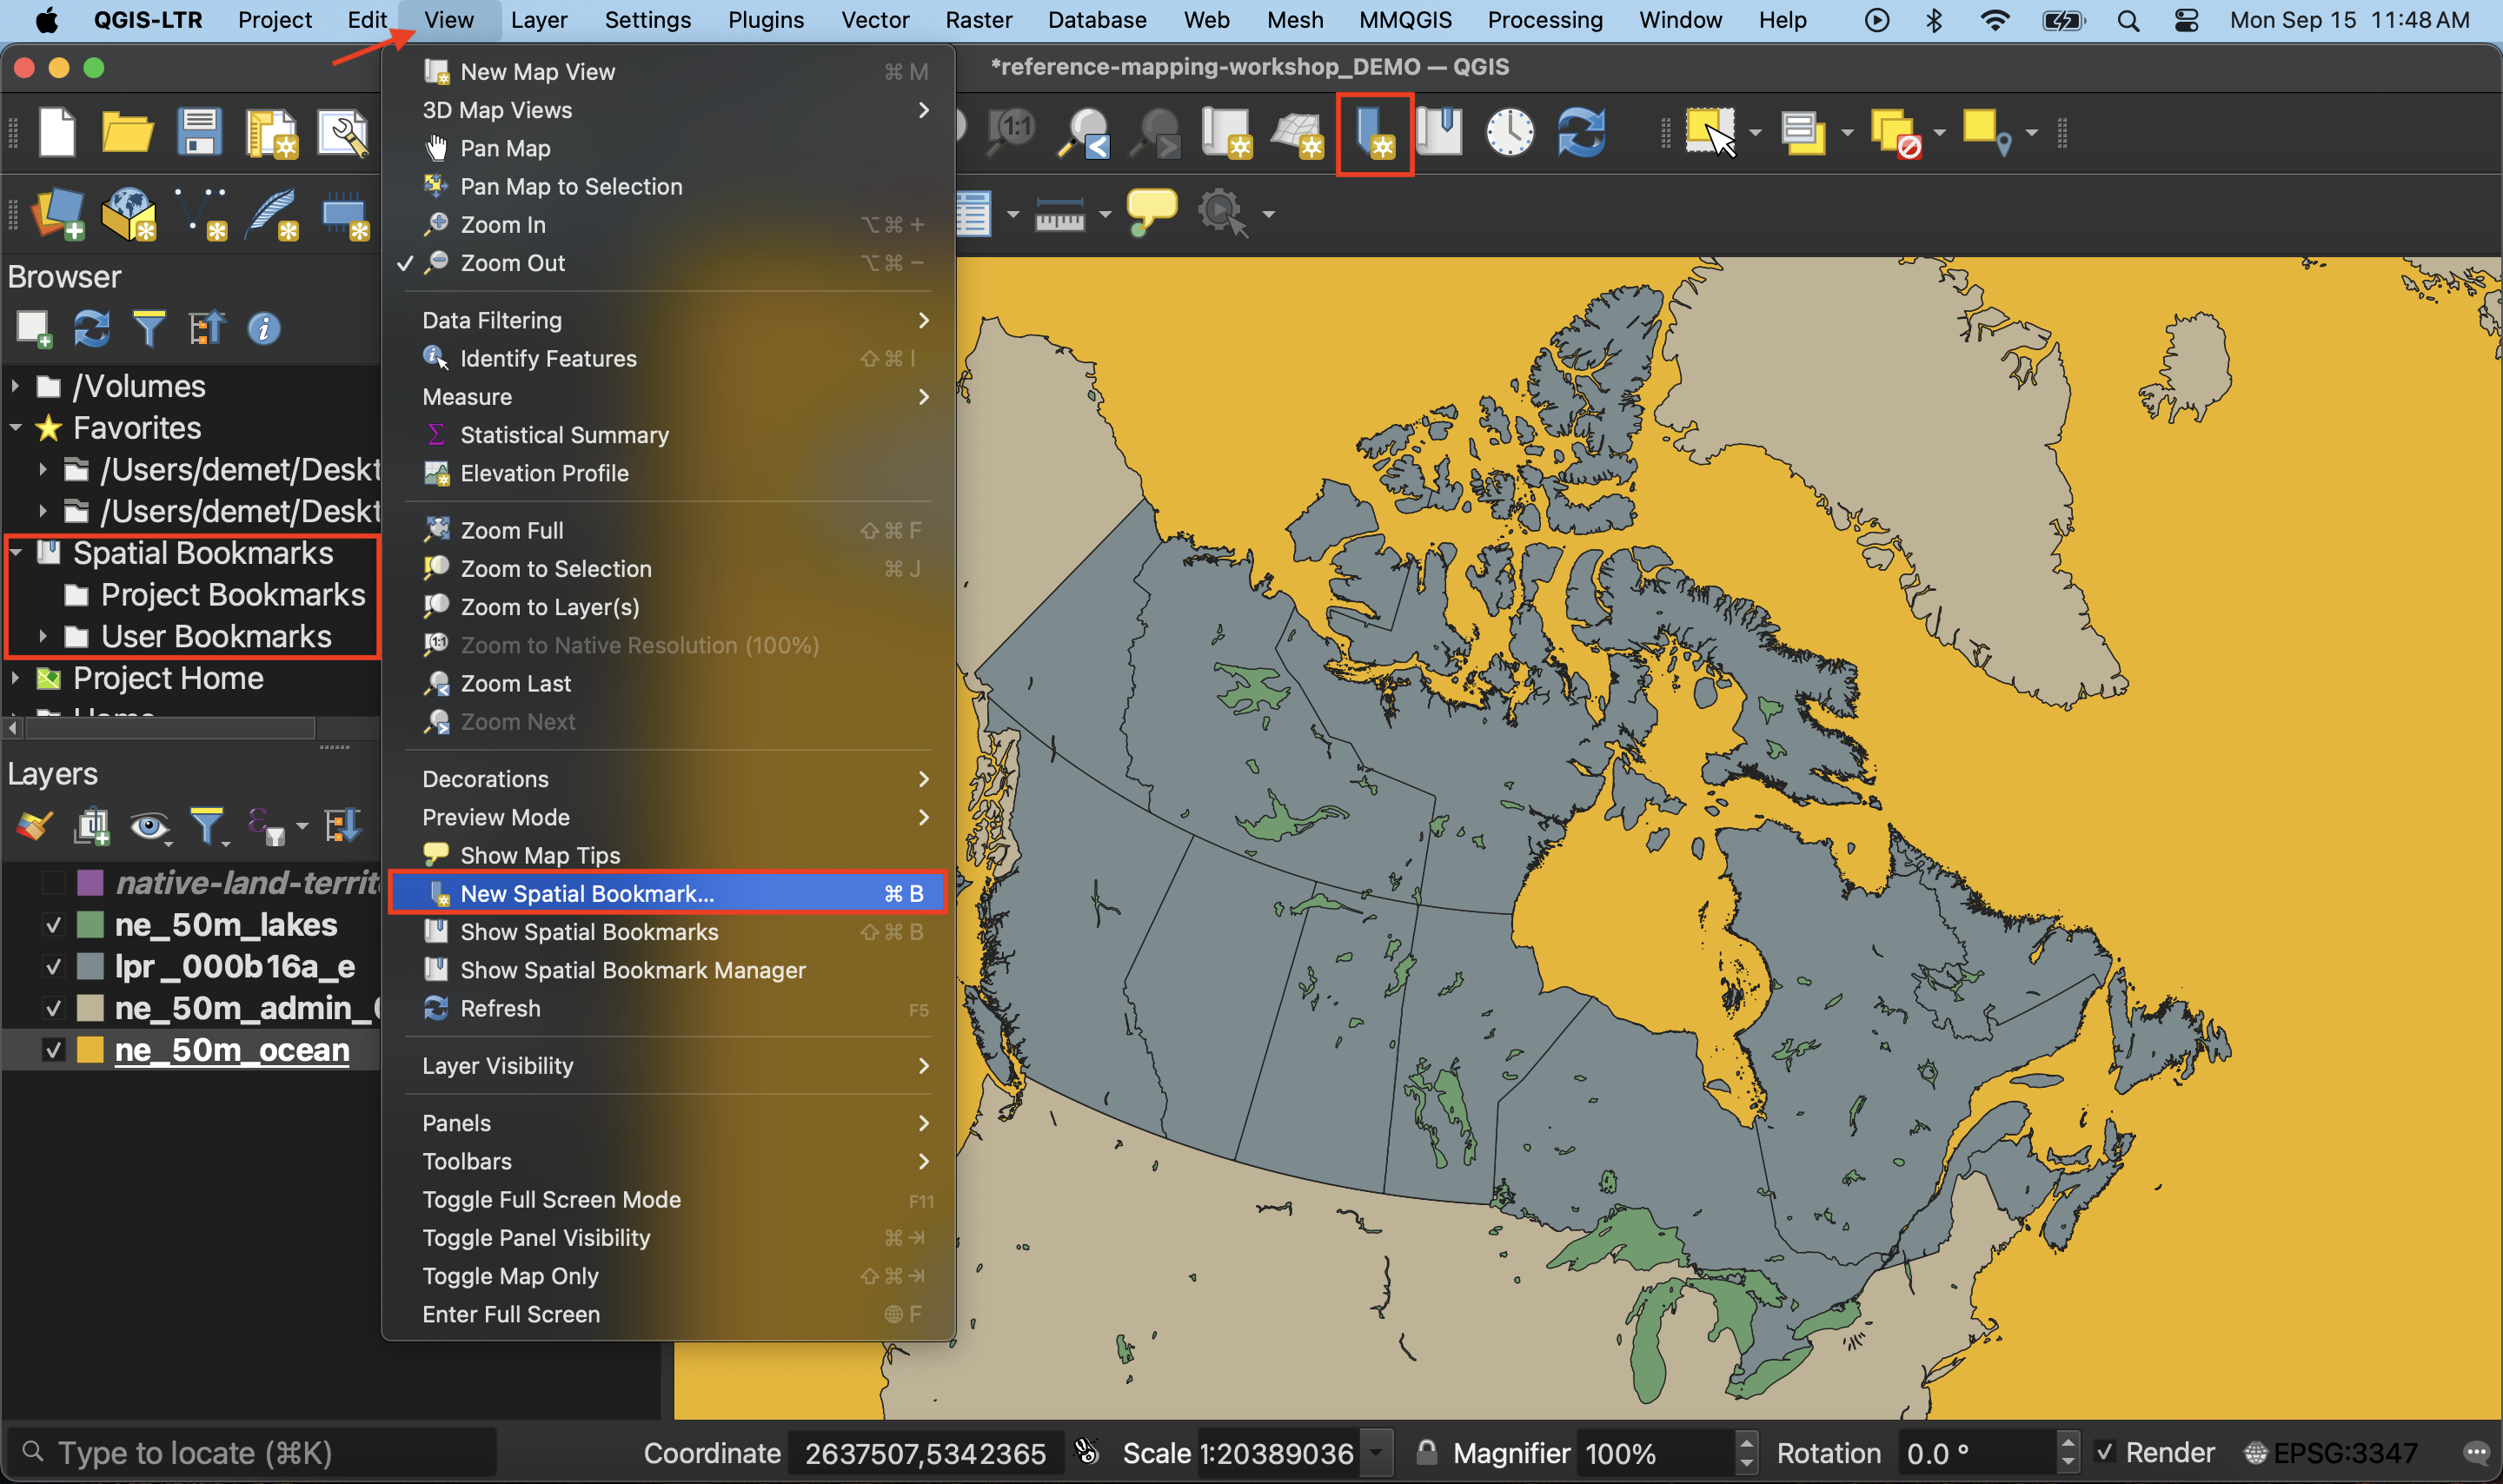 QGIS-LTR Project Edit View Layer Settings Plugins Vector Raster Database Web Mesh MMQGIS Processing Window Help Mon Sep 15 11:48 AM
*reference-mapping-workshop_DEMO — QGIS
New Map View ⌘ M
3D Map Views
Pan Map
Pan Map to Selection
Zoom In ⌥⌘ +
Zoom Out ⌥⌘ −
Data Filtering
Identify Features ⇧⌘ I
Measure
Statistical Summary
Elevation Profile
Zoom Full ⇧⌘ F
Zoom to Selection ⌘ J
Zoom to Layer(s)
Zoom to Native Resolution (100%)
Zoom Last
Zoom Next
Decorations
Preview Mode
Show Map Tips
New Spatial Bookmark... ⌘ B
Show Spatial Bookmarks ⇧⌘ B
Show Spatial Bookmark Manager
Refresh F5
Layer Visibility
Panels
Toolbars
Toggle Full Screen Mode F11
Toggle Panel Visibility ⌘⇥
Toggle Map Only ⇧⌘⇥
Enter Full Screen F
1:1
Browser
/Volumes
Favorites
/Users/demet/Deskt
/Users/demet/Deskt
Spatial Bookmarks
Project Bookmarks
User Bookmarks
Project Home
Layers
native-land-territ
ne_50m_lakes
lpr_000b16a_e
ne_50m_admin_
ne_50m_ocean
Type to locate (⌘K) Coordinate 2637507,5342365 Scale 1:20389036 Magnifier 100% Rotation 0.0 ° Render EPSG:3347